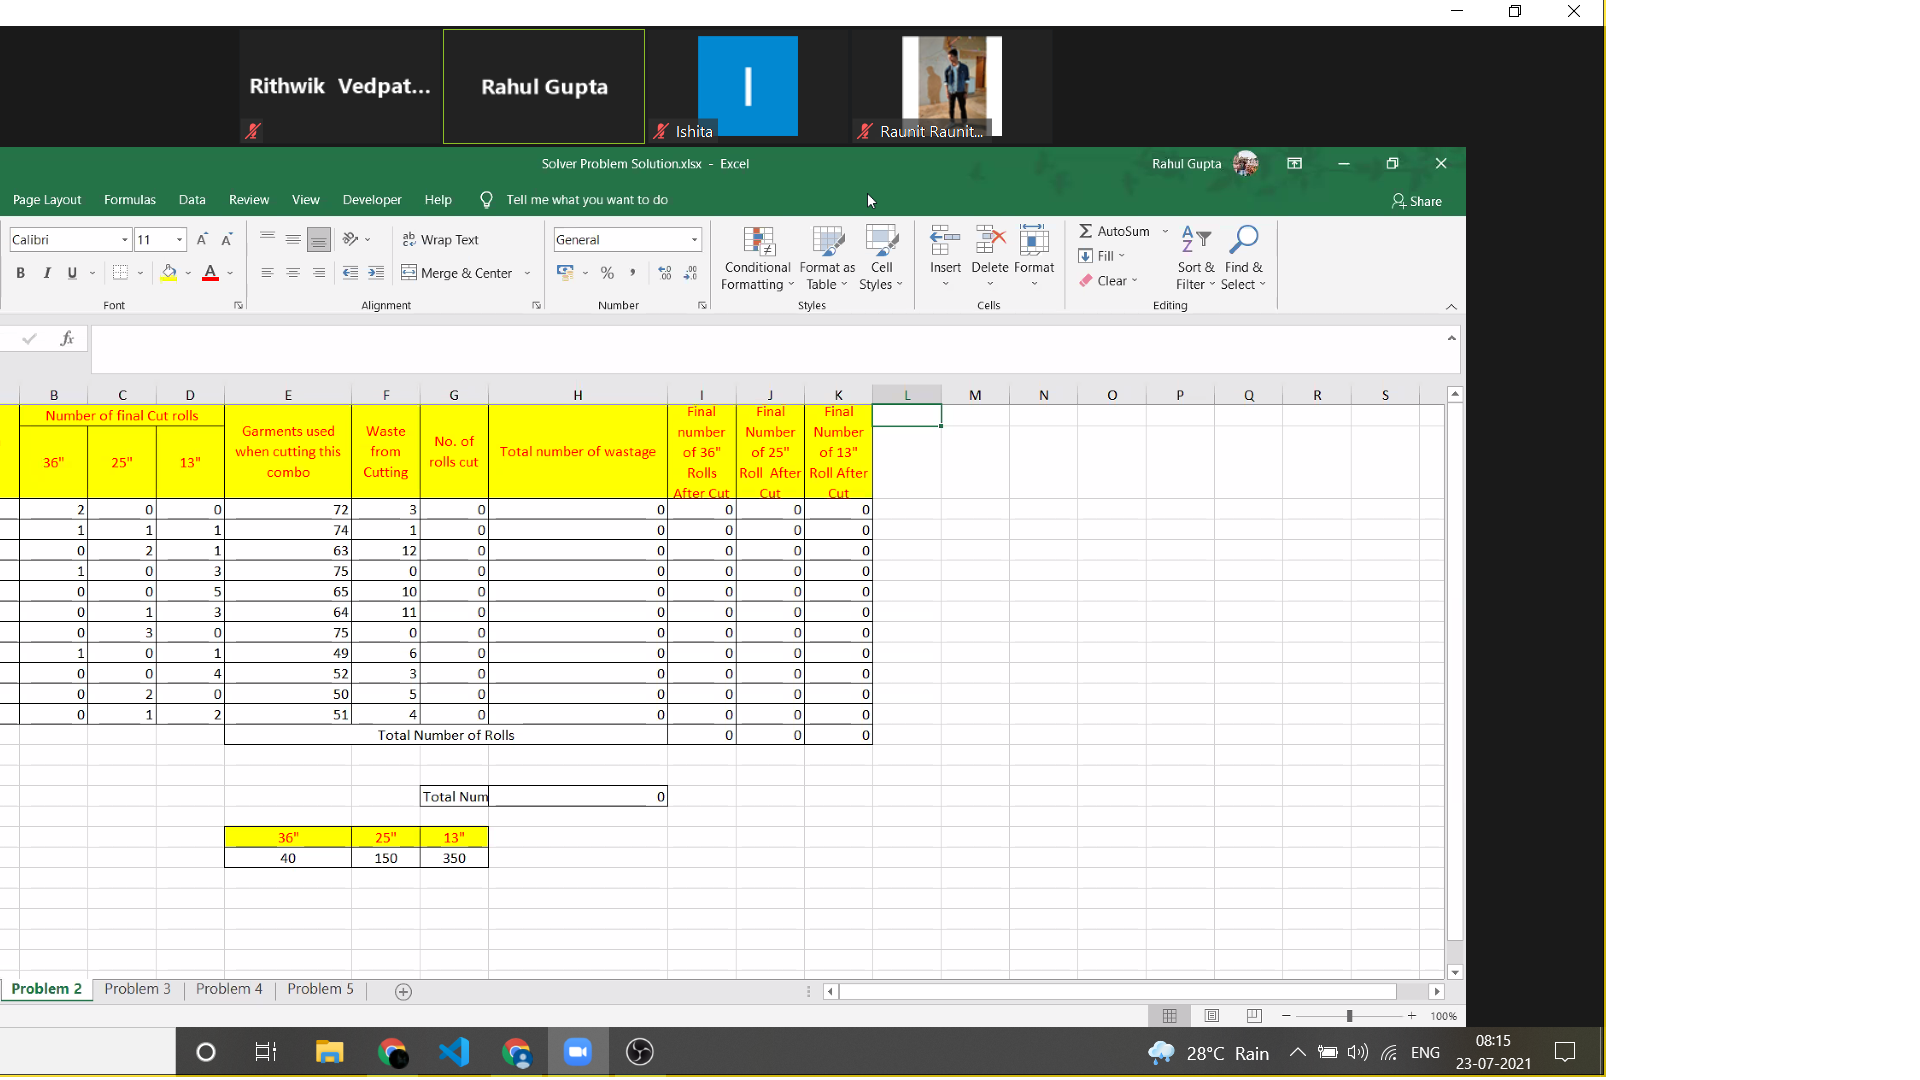 Rithwik Vedpat...
Rahul Gupta
I
Ishita
Raunit Raunit...
Solver Problem Solution.xlsx - Excel
Rahul Gupta
Page Layout Formulas Data Review View Developer Help Tell me what you want to do
Share
Calibri 11
Wrap Text
General
Merge & Center
Conditional Formatting
Format as Table
Cell Styles
Insert Delete Format
AutoSum
Fill
Clear
Sort & Filter
Find & Select
Font Alignment Number Styles Cells Editing
fx
B C D E F G H I J K L M N O P Q R S
Number of final Cut rolls
36" 25" 13"
Garments used when cutting this combo
Waste from Cutting
No. of rolls cut
Total number of wastage
Final number of 36" Rolls After Cut
Final Number of 25" Roll After Cut
Final Number of 13" Roll After Cut
2 0 0 72 3 0 0 0 0 0
1 1 1 74 1 0 0 0 0 0
0 2 1 63 12 0 0 0 0 0
1 0 3 75 0 0 0 0 0 0
0 0 5 65 10 0 0 0 0 0
0 1 3 64 11 0 0 0 0 0
0 3 0 75 0 0 0 0 0 0
1 0 1 49 6 0 0 0 0 0
0 0 4 52 3 0 0 0 0 0
0 2 0 50 5 0 0 0 0 0
0 1 2 51 4 0 0 0 0 0
Total Number of Rolls 0 0 0
Total Num 0
36" 25" 13"
40 150 350
Problem 2 Problem 3 Problem 4 Problem 5
100%
28°C Rain
ENG
08:15
23-07-2021